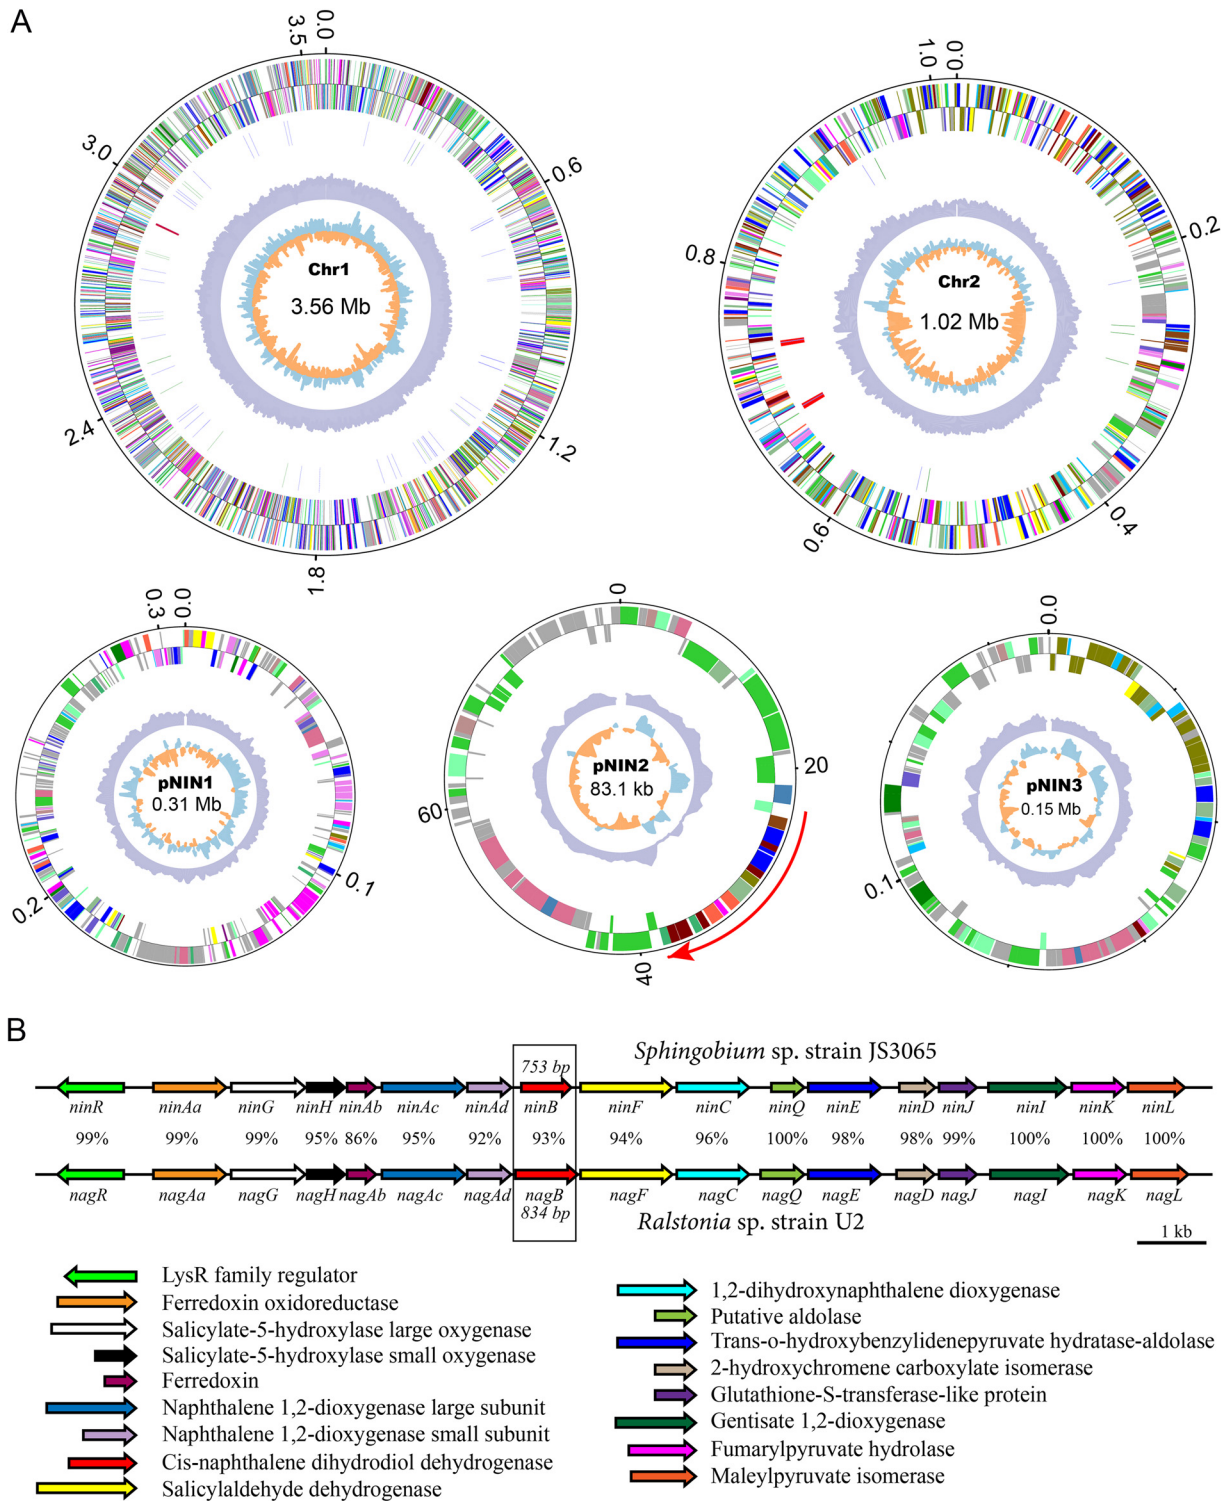 A
0.0
3.5
3.0
0.6
Chr1
3.56 Mb
2.4
1.2
1.8
1.0
0.0
0.2
0.8
Chr2
1.02 Mb
0.6
0.4
0.3
0.0
pNIN1
0.31 Mb
0.1
0.2
0
20
pNIN2
83.1 kb
60
40
0.0
pNIN3
0.15 Mb
0.1
B
753 bp
Sphingobium sp. strain JS3065
ninR ninAa ninG ninH ninAb ninAc ninAd ninB ninF ninC ninQ ninE ninD ninJ ninI ninK ninL
99% 99% 99% 95% 86% 95% 92% 93% 94% 96% 100% 98% 98% 99% 100% 100% 100%
nagR nagAa nagG nagH nagAb nagAc nagAd nagB nagF nagC nagQ nagE nagD nagJ nagI nagK nagL
834 bp
Ralstonia sp. strain U2
1 kb
LysR family regulator
Ferredoxin oxidoreductase
Salicylate-5-hydroxylase large oxygenase
Salicylate-5-hydroxylase small oxygenase
Ferredoxin
Naphthalene 1,2-dioxygenase large subunit
Naphthalene 1,2-dioxygenase small subunit
Cis-naphthalene dihydrodiol dehydrogenase
Salicylaldehyde dehydrogenase
1,2-dihydroxynaphthalene dioxygenase
Putative aldolase
Trans-o-hydroxybenzylidenepyruvate hydratase-aldolase
2-hydroxychromene carboxylate isomerase
Glutathione-S-transferase-like protein
Gentisate 1,2-dioxygenase
Fumarylpyruvate hydrolase
Maleylpyruvate isomerase